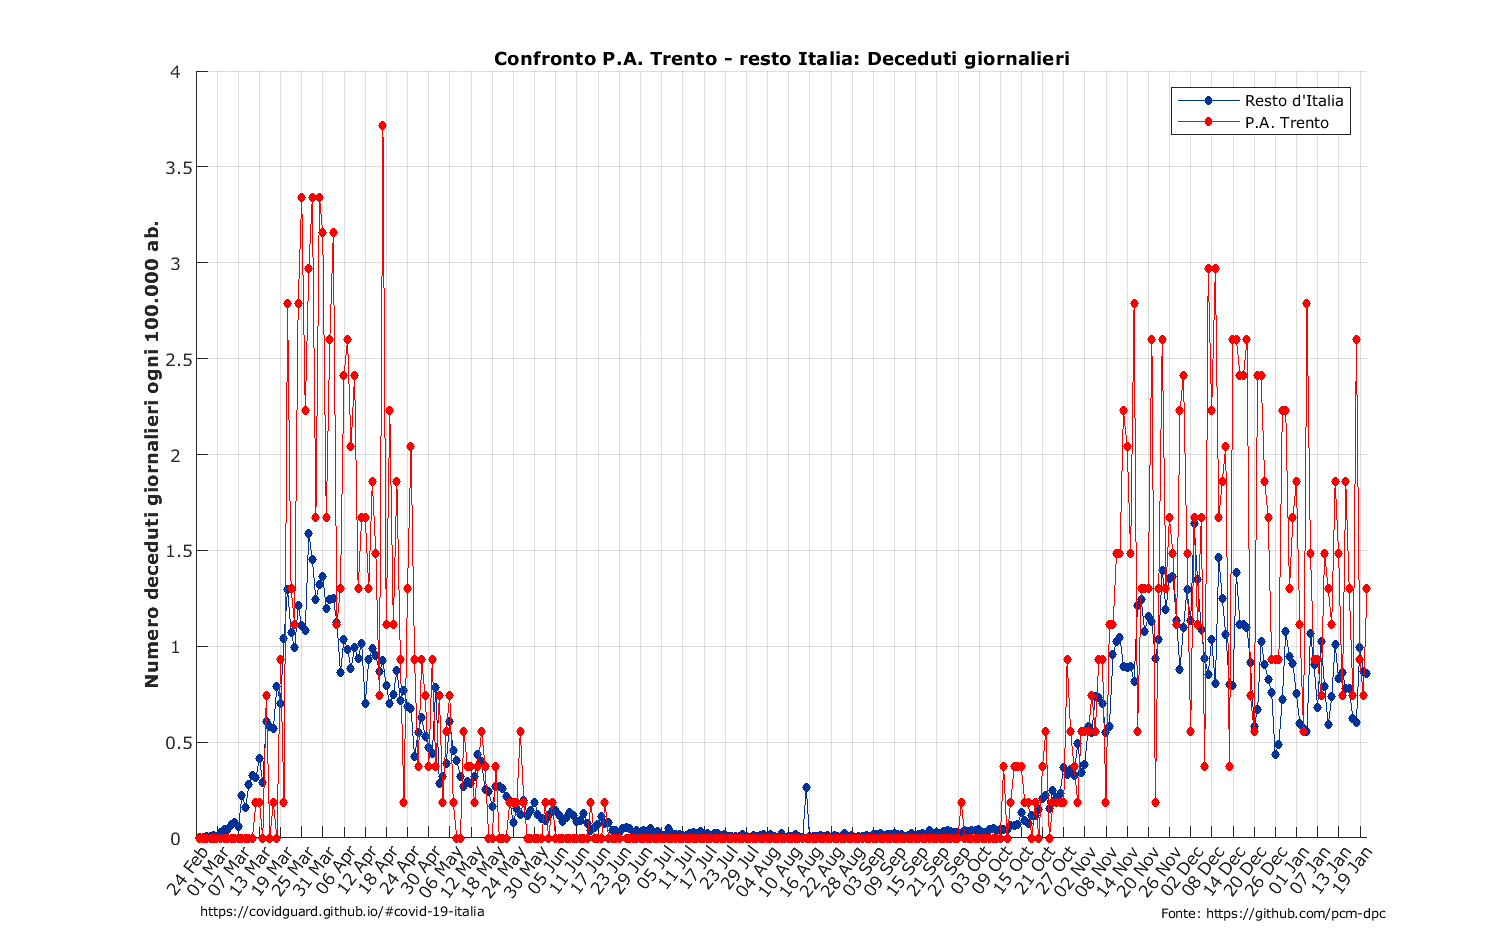 Confronto P.A. Trento - resto Italia: Deceduti giornalieri
Resto d'Italia
P.A. Trento
Numero deceduti giornalieri ogni 100.000 ab.
4
3.5
3
2.5
2
1.5
1
0.5
0
24 Feb
01 Mar
07 Mar
13 Mar
19 Mar
25 Mar
31 Mar
06 Apr
12 Apr
18 Apr
24 Apr
30 Apr
06 May
12 May
18 May
24 May
30 May
05 Jun
11 Jun
17 Jun
23 Jun
29 Jun
05 Jul
11 Jul
17 Jul
23 Jul
29 Jul
04 Aug
10 Aug
16 Aug
22 Aug
28 Aug
03 Sep
09 Sep
15 Sep
21 Sep
27 Sep
03 Oct
09 Oct
15 Oct
21 Oct
27 Oct
02 Nov
08 Nov
14 Nov
20 Nov
26 Nov
02 Dec
08 Dec
14 Dec
20 Dec
26 Dec
01 Jan
07 Jan
13 Jan
19 Jan
https://covidguard.github.io/#covid-19-italia
Fonte: https://github.com/pcm-dpc